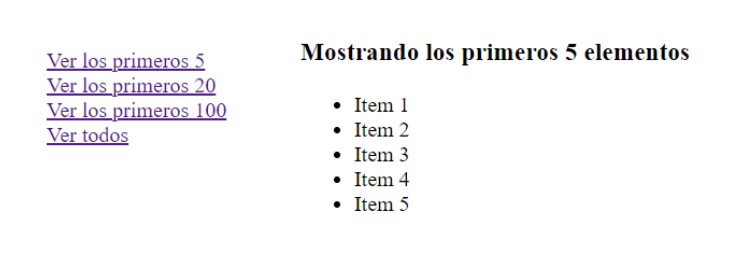 Ver los primeros 5
Ver los primeros 20
Ver los primeros 100
Ver todos
Mostrando los primeros 5 elementos
Item 1
Item 2
Item 3
Item 4
Item 5